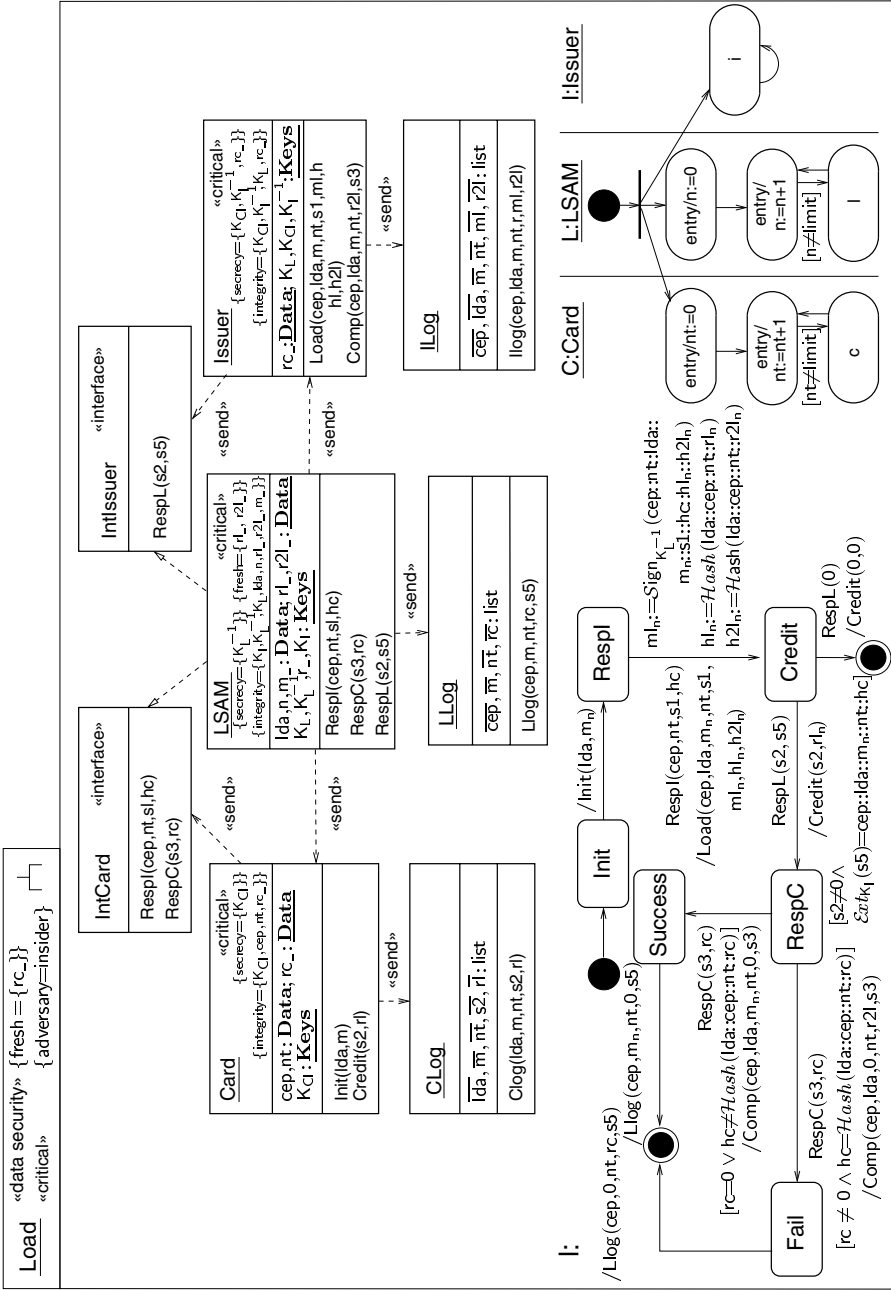 Load «data security» {fresh={rc_}}
«critical» {adversary=insider}
IntCard «interface»
RespI(cep,nt,sl,hc)
RespC(s3,rc)
IntIssuer «interface»
RespL(s2,s5)
«send»
«send»
Card «critical»
{secrecy={K_CI}}
{integrity={K_CI,cep,nt,rc_}}
cep,nt: Data; rc_: Data
K_CI: Keys
Init(lda,m)
Credit(s2,rl)
«send»
LSAM «critical»
{secrecy={K_L^-1}} {fresh={rl_, r2l_}}
{integrity={K_I,K_L^-1,K_L,lda,n,rl_,r2l_,m_}}
lda,n,m_: Data; rl_,r2l_: Data
K_L,K_L^-1,r_,K_I: Keys
RespI(cep,nt,sl,hc)
RespC(s3,rc)
RespL(s2,s5)
«send»
Issuer «critical»
{secrecy={K_CI,K_I^-1,rc_}}
{integrity={K_CI,K_I^-1,K_L,rc_}}
rc_: Data; K_L,K_CI,K_I^-1: Keys
Load(cep,lda,m,nt,s1,ml,h
hl,h2l)
Comp(cep,lda,m,nt,r2l,s3)
«send»
«send»
«send»
CLog
lda, m, nt, s2, rl: list
Clog(lda,m,nt,s2,rl)
LLog
cep, m, nt, rc: list
Llog(cep,m,nt,rc,s5)
ILog
cep, lda, m, nt, ml, r2l: list
Ilog(cep,lda,m,nt,r,ml,r2l)
l:
Init
/Init(lda,m_n)
RespI
RespI(cep,nt,s1,hc)
/Load(cep,lda,m_n,nt,s1,
ml_n,hl_n,h2l_n)
ml_n:=Sign_K_L^-1(cep::nt::lda::
m_n::s1::hc::hl_n::h2l_n)
hl_n:=Hash(lda::cep::nt::rl_n)
h2l_n:=Hash(lda::cep::nt::r2l_n)
Credit
RespL(0)
/Credit(0,0)
RespL(s2, s5)
/Credit(s2,rl_n)
[s2≠0∧
Ext_K_I(s5)=cep::lda::m_n::nt::hc]
RespC
Success
RespC(s3,rc)
[rc=0 ∨ hc≠Hash(lda::cep::nt::rc)]
/Comp(cep,lda,m_n,nt,0,s3)
/Llog(cep,m_n,nt,0,s5)
/Llog(cep,0,nt,rc,s5)
Fail
RespC(s3,rc)
[rc ≠ 0 ∧ hc=Hash(lda::cep::nt::rc)]
/Comp(cep,lda,0,nt,r2l,s3)
C:Card
L:LSAM
I:Issuer
entry/nt:=0
entry/
nt:=nt+1
[nt≠limit]
c
entry/n:=0
entry/
n:=n+1
[n≠limit]
l
i